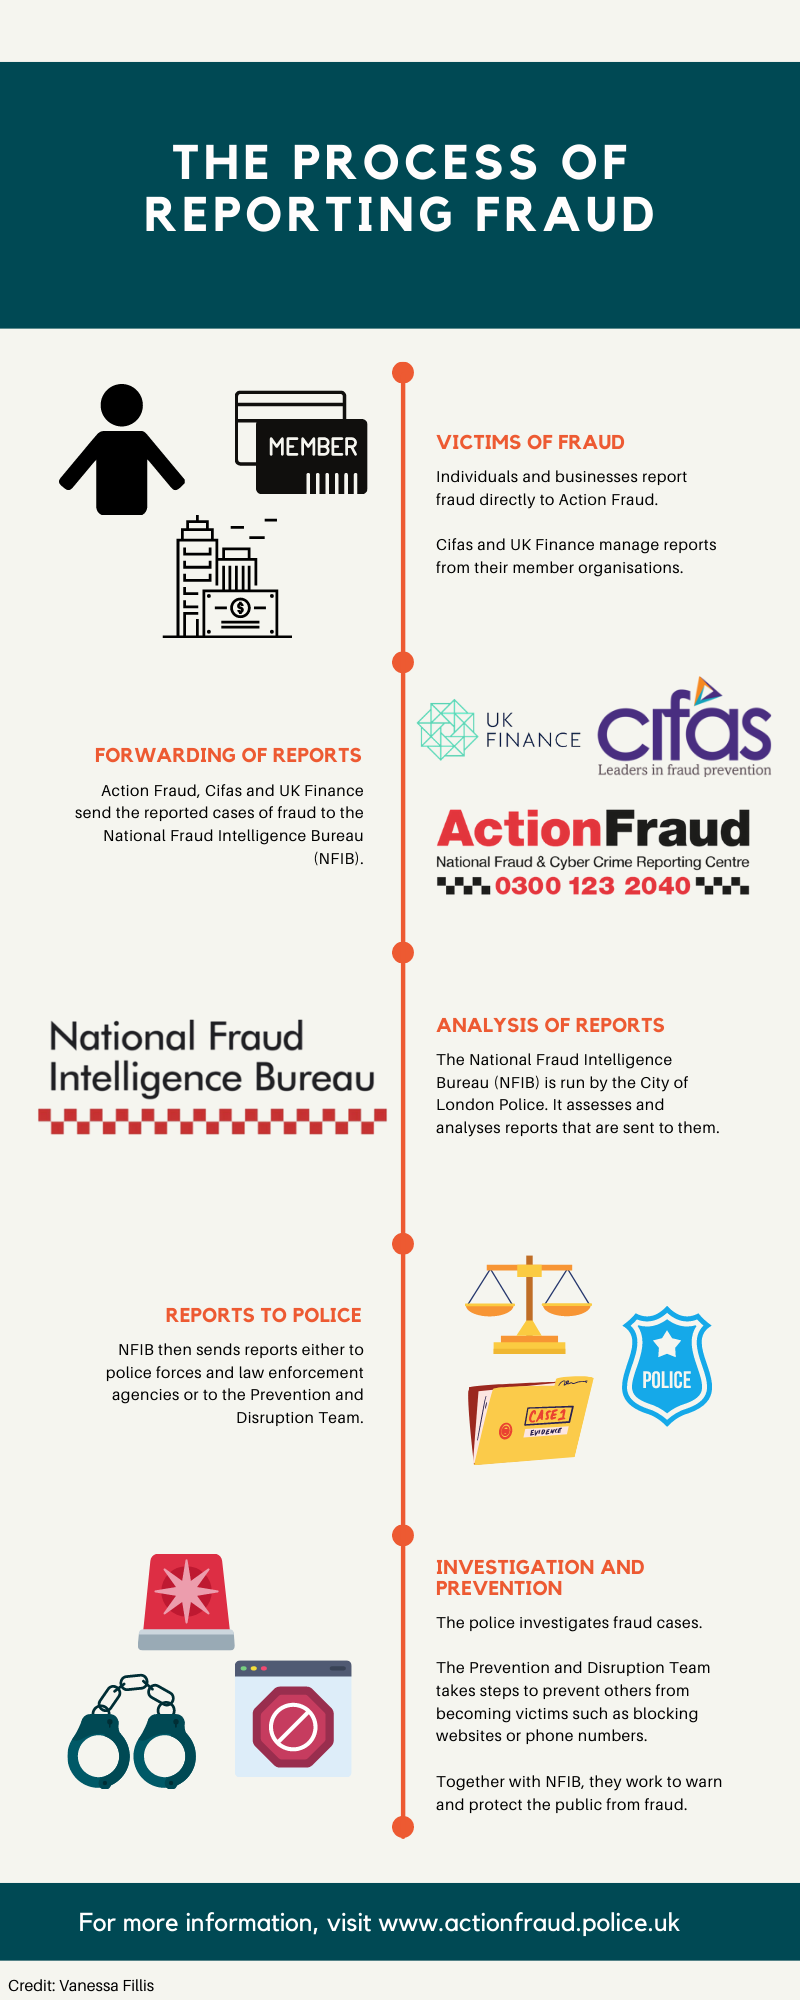 THE PROCESS OF
REPORTING FRAUD
MEMBER
VICTIMS OF FRAUD
Individuals and businesses report
fraud directly to Action Fraud.
Cifas and UK Finance manage reports
from their member organisations.
UK
FINANCE
cifas
Leaders in fraud prevention
FORWARDING OF REPORTS
Action Fraud, Cifas and UK Finance
send the reported cases of fraud to the
National Fraud Intelligence Bureau
(NFIB).
ActionFraud
National Fraud & Cyber Crime Reporting Centre
0300 123 2040
National Fraud
Intelligence Bureau
ANALYSIS OF REPORTS
The National Fraud Intelligence
Bureau (NFIB) is run by the City of
London Police. It assesses and
analyses reports that are sent to them.
REPORTS TO POLICE
NFIB then sends reports either to
police forces and law enforcement
agencies or to the Prevention and
Disruption Team.
POLICE
CASE 1
EVIDENCE
INVESTIGATION AND
PREVENTION
The police investigates fraud cases.
The Prevention and Disruption Team
takes steps to prevent others from
becoming victims such as blocking
websites or phone numbers.
Together with NFIB, they work to warn
and protect the public from fraud.
For more information, visit www.actionfraud.police.uk
Credit: Vanessa Fillis